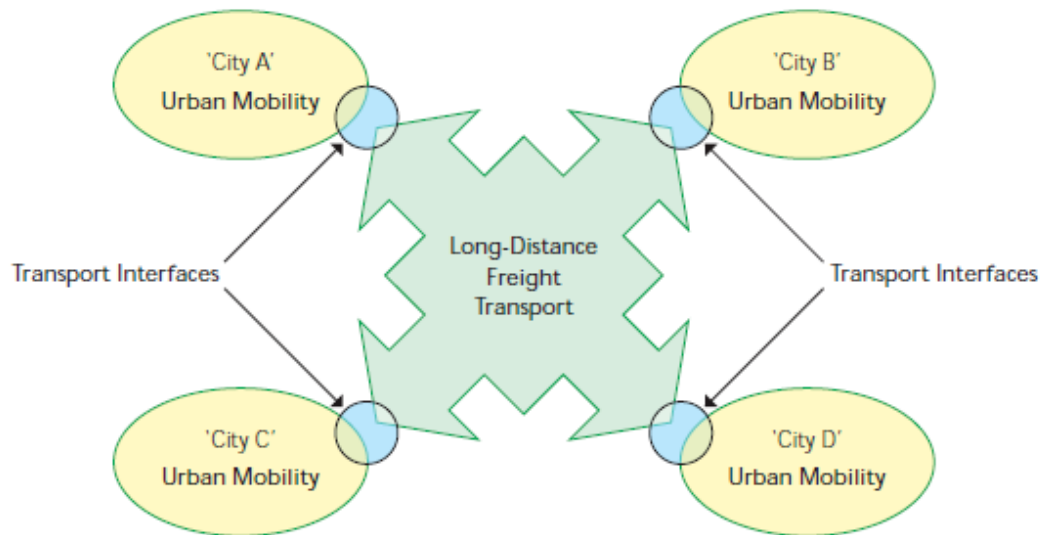 'City A'
Urban Mobility
'City B'
Urban Mobility
Transport Interfaces
Long-Distance
Freight
Transport
Transport Interfaces
'City C'
Urban Mobility
'City D'
Urban Mobility